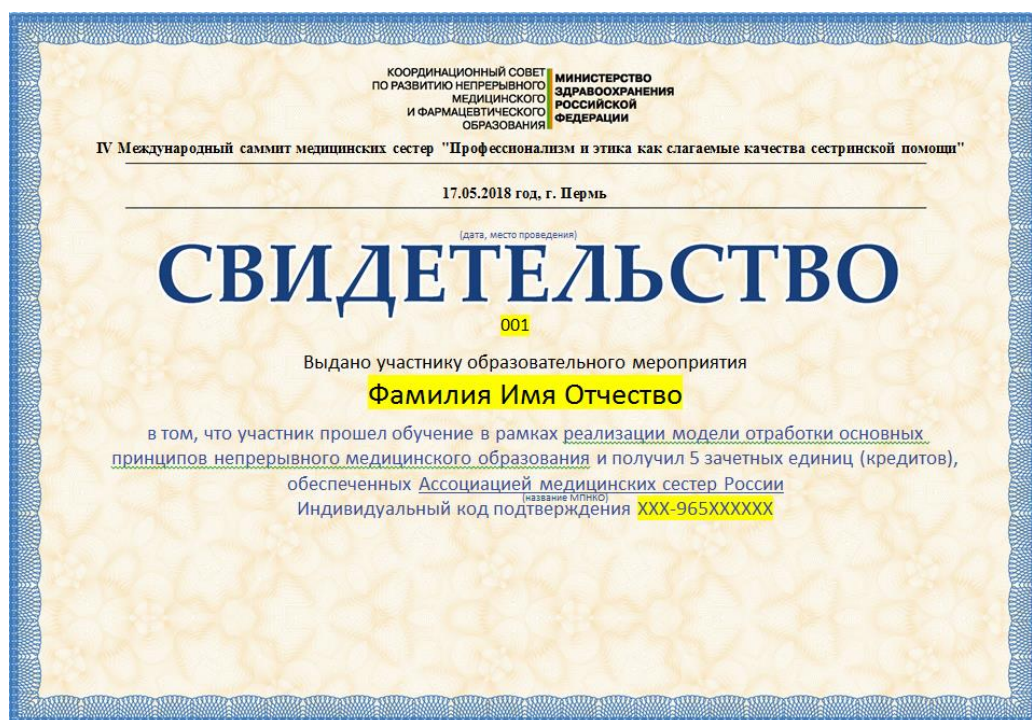 КООРДИНАЦИОННЫЙ СОВЕТ
ПО РАЗВИТИЮ НЕПРЕРЫВНОГО
МЕДИЦИНСКОГО
И ФАРМАЦЕВТИЧЕСКОГО
ОБРАЗОВАНИЯ
МИНИСТЕРСТВО
ЗДРАВООХРАНЕНИЯ
РОССИЙСКОЙ
ФЕДЕРАЦИИ
IV Международный саммит медицинских сестер "Профессионализм и этика как слагаемые качества сестринской помощи"
17.05.2018 год, г. Пермь
(дата, место проведения)
СВИДЕТЕЛЬСТВО
001
Выдано участнику образовательного мероприятия
Фамилия Имя Отчество
в том, что участник прошел обучение в рамках реализации модели отработки основных
принципов непрерывного медицинского образования и получил 5 зачетных единиц (кредитов),
обеспеченных Ассоциацией медицинских сестер России
(название МПНКО)
Индивидуальный код подтверждения XXX-965XXXXXX